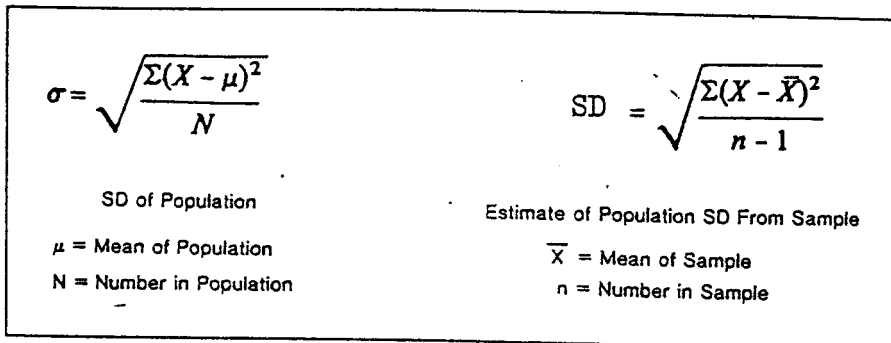 σ = √(Σ(X - μ)² / N)
SD of Population
μ = Mean of Population
N = Number in Population
SD = √(Σ(X - X̄)² / n - 1)
Estimate of Population SD From Sample
X̄ = Mean of Sample
n = Number in Sample